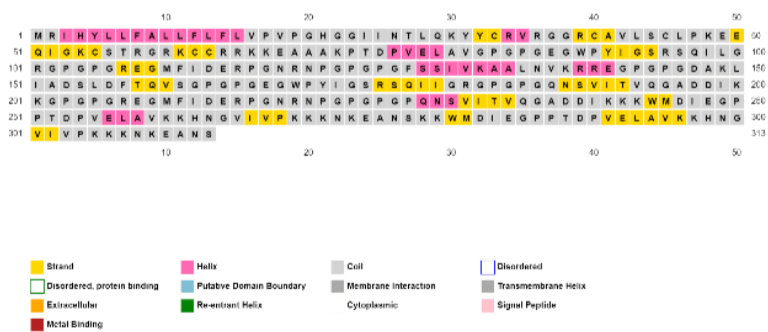 10 20 30 40 50
1 M R I H Y L L F A L L F L F L V P V P G H G G I I N T L Q K Y Y C R V R G G R C A V L S C L P K E E 50
51 Q I G K C S T R G R K C C R R K K E A A A K P T D P V E L A V G P G P G E G W P Y I G S R S Q I L G 100
101 R G P G P G R E G M F I D E R P G N R N P G P G F S S I V K A A L N V K R R E G P G P G D A K L 150
151 I A D S L D F T Q V S G P G P G E G W P Y I G S R S Q I I G R G P G P G Q N S V I T V Q G A D D I K 200
201 K G P G P G R E G M F I D E R P G N R N P G P G P G P Q N S V I T V Q G A D D I K K K W M D I E G P 250
251 P T D P V E L A V K K H N G V I V P K K K N K E A N S K K W M D I E G P P T D P V E L A V K K H N G 300
301 V I V P K K K N K E A N S 313
10 20 30 40 50
Strand Helix Coil Disordered
Disordered, protein binding Putative Domain Boundary Membrane Interaction Transmembrane Helix
Extracellular Re-entrant Helix Cytoplasmic Signal Peptide
Metal Binding